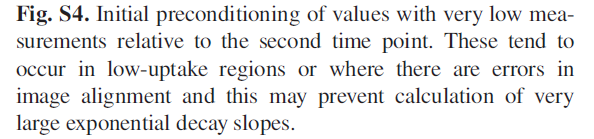 Fig. S4. Initial preconditioning of values with very low mea-
surements relative to the second time point. These tend to
occur in low-uptake regions or where there are errors in
image alignment and this may prevent calculation of very
large exponential decay slopes.